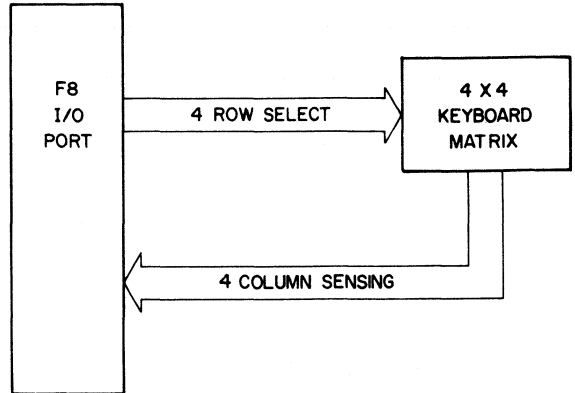 F8
I/O
PORT
4 ROW SELECT
4 X 4
KEYBOARD
MATRIX
4 COLUMN SENSING